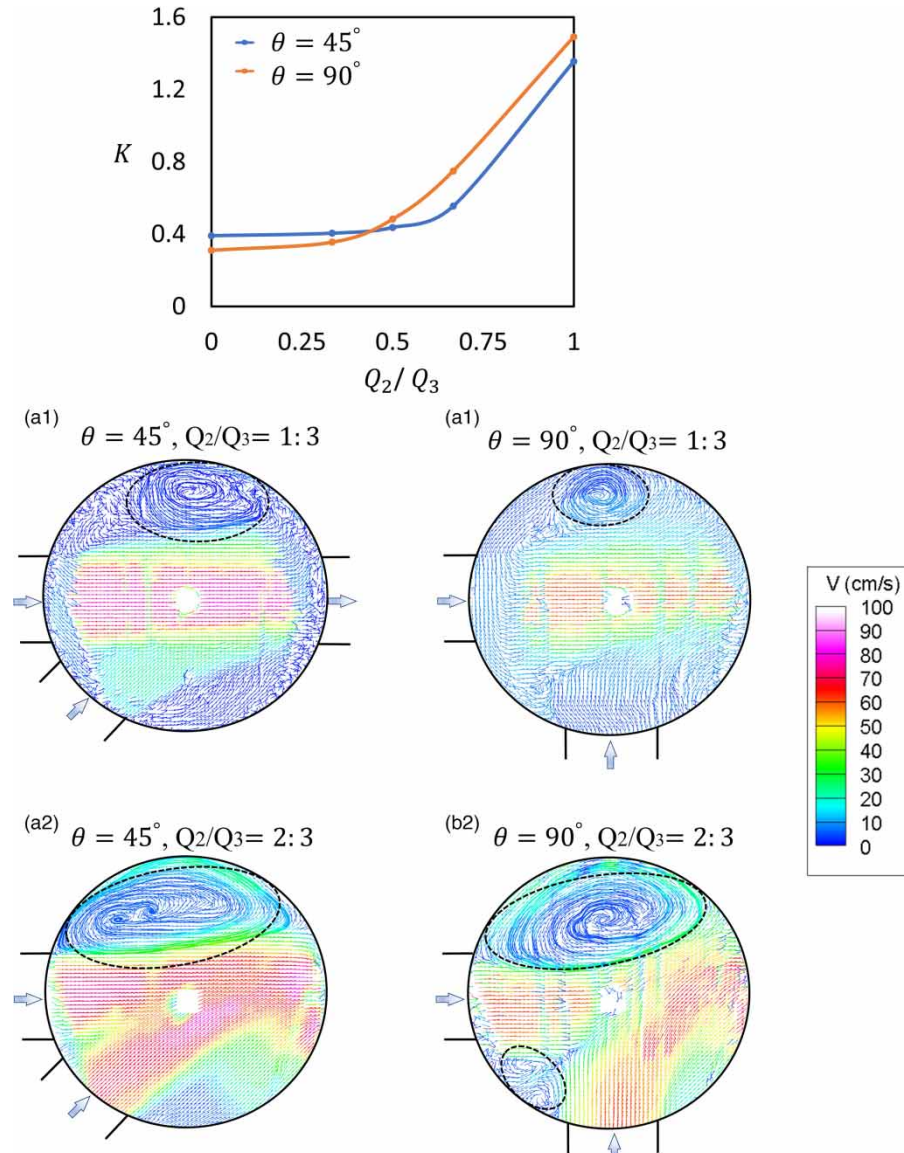 1.6
1.2
0.8
0.4
0
K
θ = 45°
θ = 90°
0 0.25 0.5 0.75 1
Q₂/ Q₃
(a1) (a1)
θ = 45°, Q₂/Q₃= 1: 3 θ = 90°, Q₂/Q₃= 1: 3
V (cm/s)
100
90
80
70
60
50
40
30
20
10
0
(a2) (b2)
θ = 45°, Q₂/Q₃= 2: 3 θ = 90°, Q₂/Q₃= 2: 3